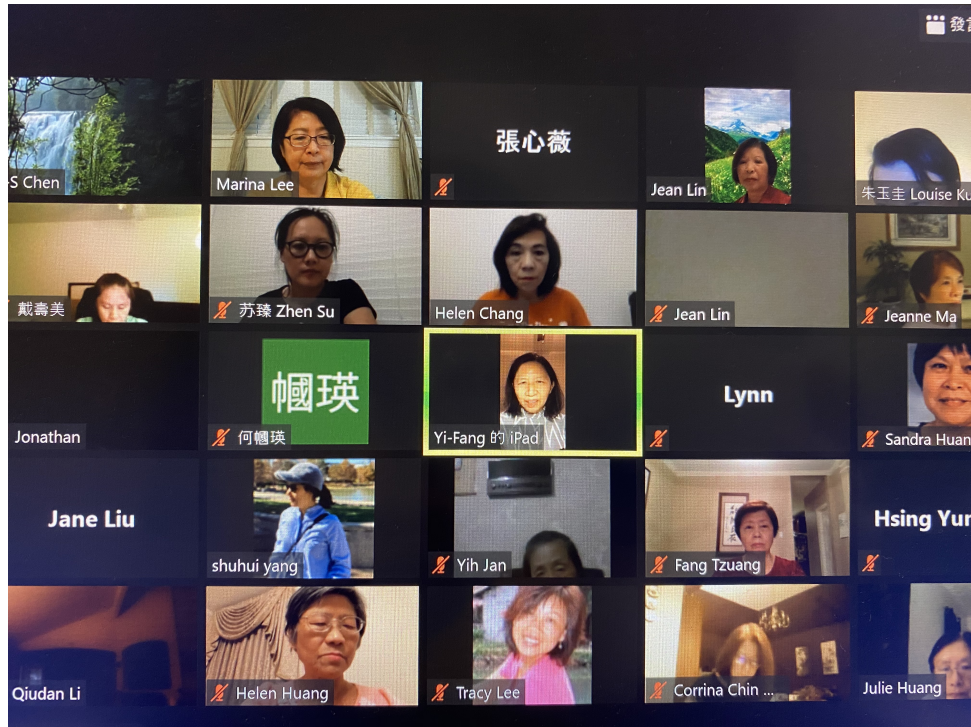 發言
S Chen
Marina Lee
張心薇
Jean Lin
朱玉圭 Louise Ku
戴壽美
苏臻 Zhen Su
Helen Chang
Jean Lin
Jeanne Ma
Jonathan
幗瑛
何幗瑛
Yi-Fang 的 iPad
Lynn
Sandra Huan
Jane Liu
shuhui yang
Yih Jan
Fang Tzuang
Hsing Yun
Qiudan Li
Helen Huang
Tracy Lee
Corrina Chin ...
Julie Huang